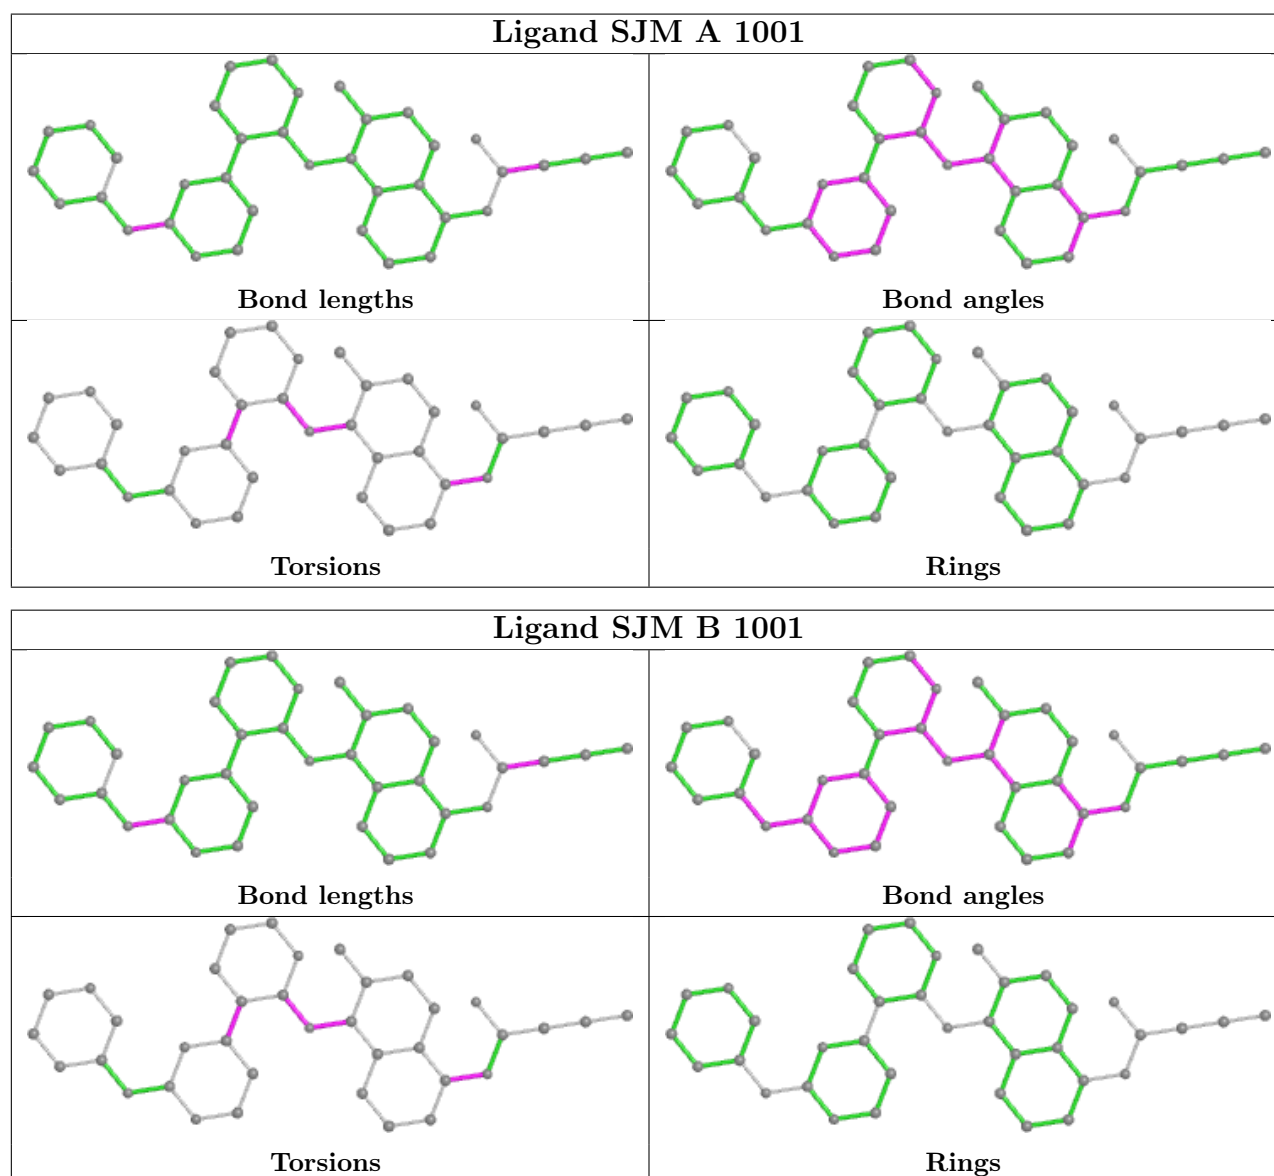 Ligand SJM A 1001
Bond lengths
Bond angles
Torsions
Rings
Ligand SJM B 1001
Bond lengths
Bond angles
Torsions
Rings